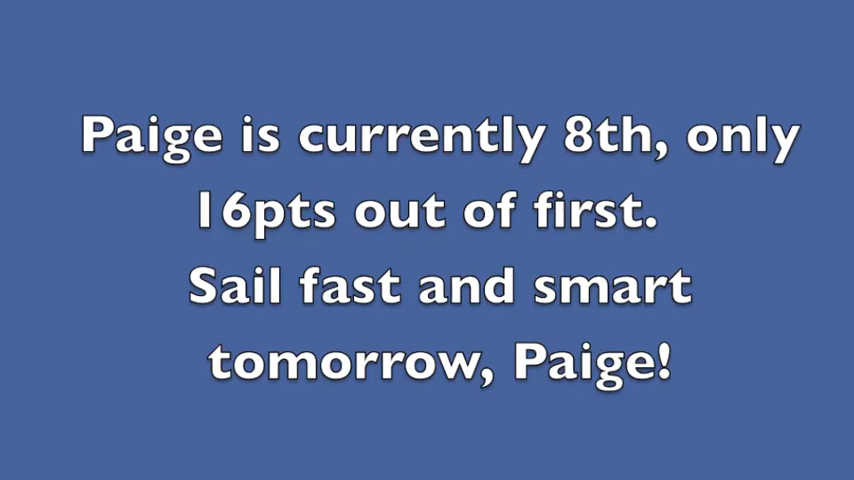 Paige is currently 8th, only
16pts out of first.
Sail fast and smart
tomorrow, Paige!